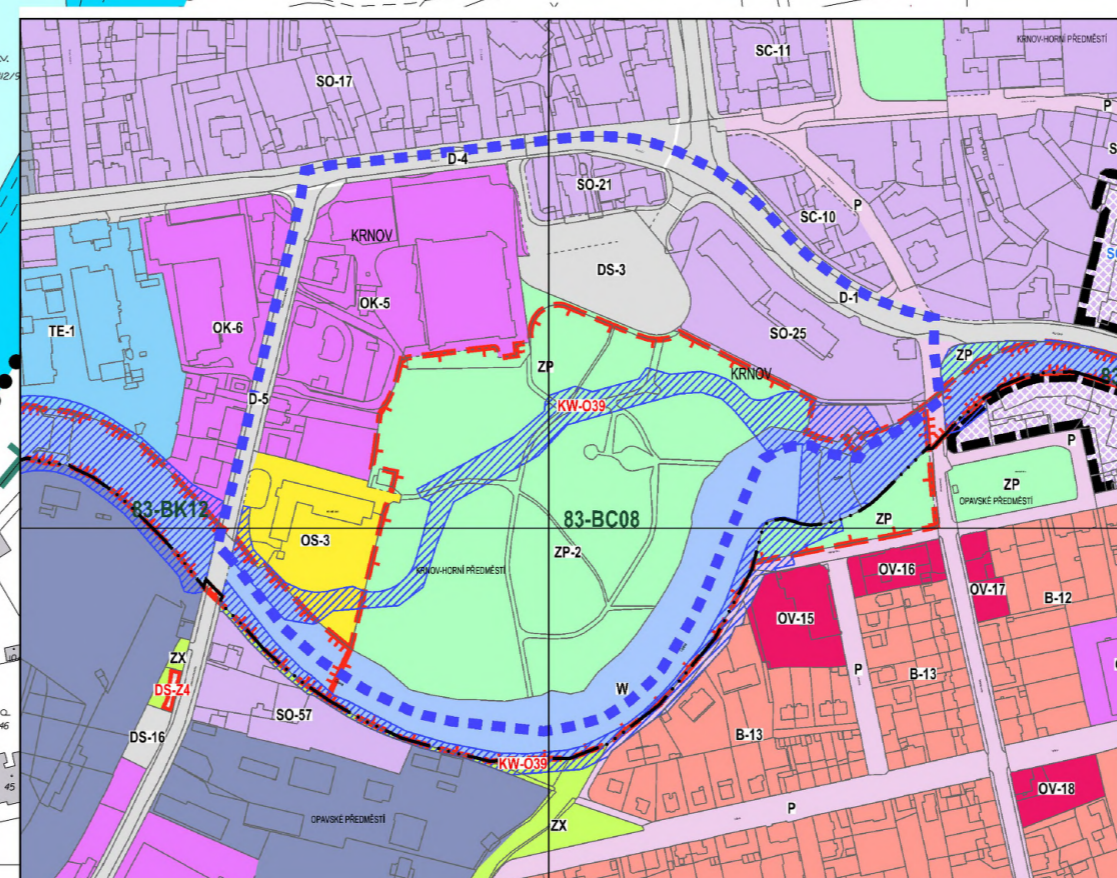 KRNOV-HORNÍ PŘEDMĚSTÍ
SC-11
SO-17
P
D-4
SO-21
SC-10
P
KRNOV
DS-3
OK-5
D-1
SO-25
OK-6
TE-1
ZP
ZP
KRNOV
KW-O39
D-5
P
ZP
OPAVSKÉ PŘEDMĚSTÍ
83-BK12
83-BC08
ZP
OS-3
ZP-2
KRNOV-HORNÍ PŘEDMĚSTÍ
OV-16
OV-17
B-12
OV-15
ZX
P
B-13
DS-Z4
W
SO-57
DS-16
B-13
KW-O39
OV-18
45
P
OPAVSKÉ PŘEDMĚSTÍ
ZX